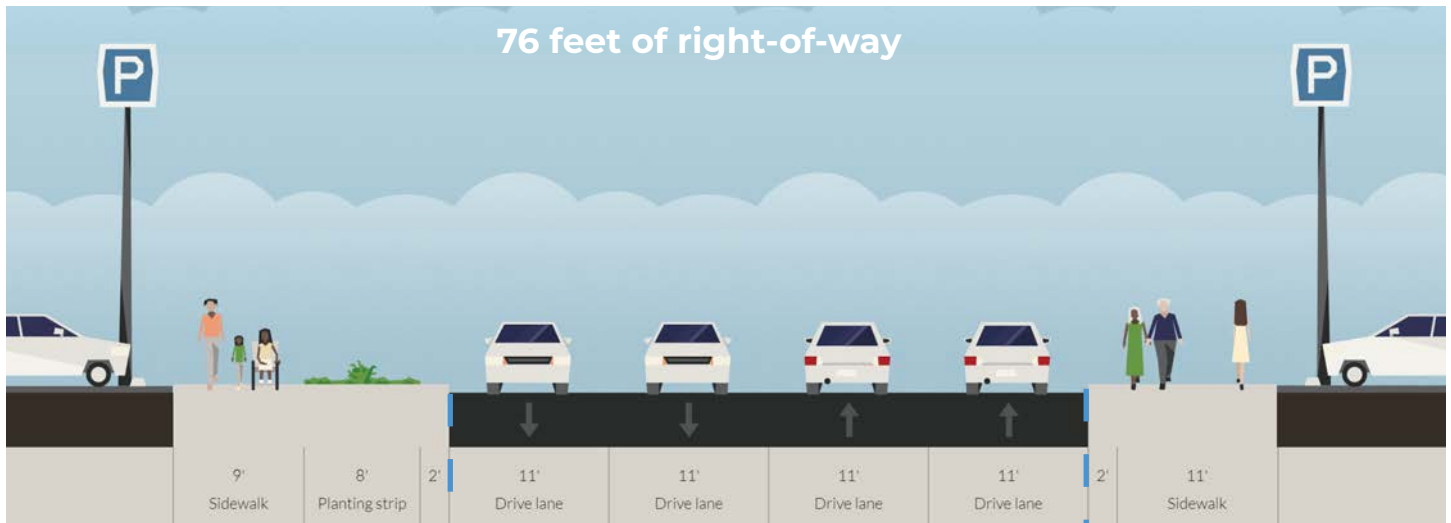 76 feet of right-of-way
P
P
9'
Sidewalk
8'
Planting strip
2'
11'
Drive lane
11'
Drive lane
11'
Drive lane
11'
Drive lane
2'
11'
Sidewalk